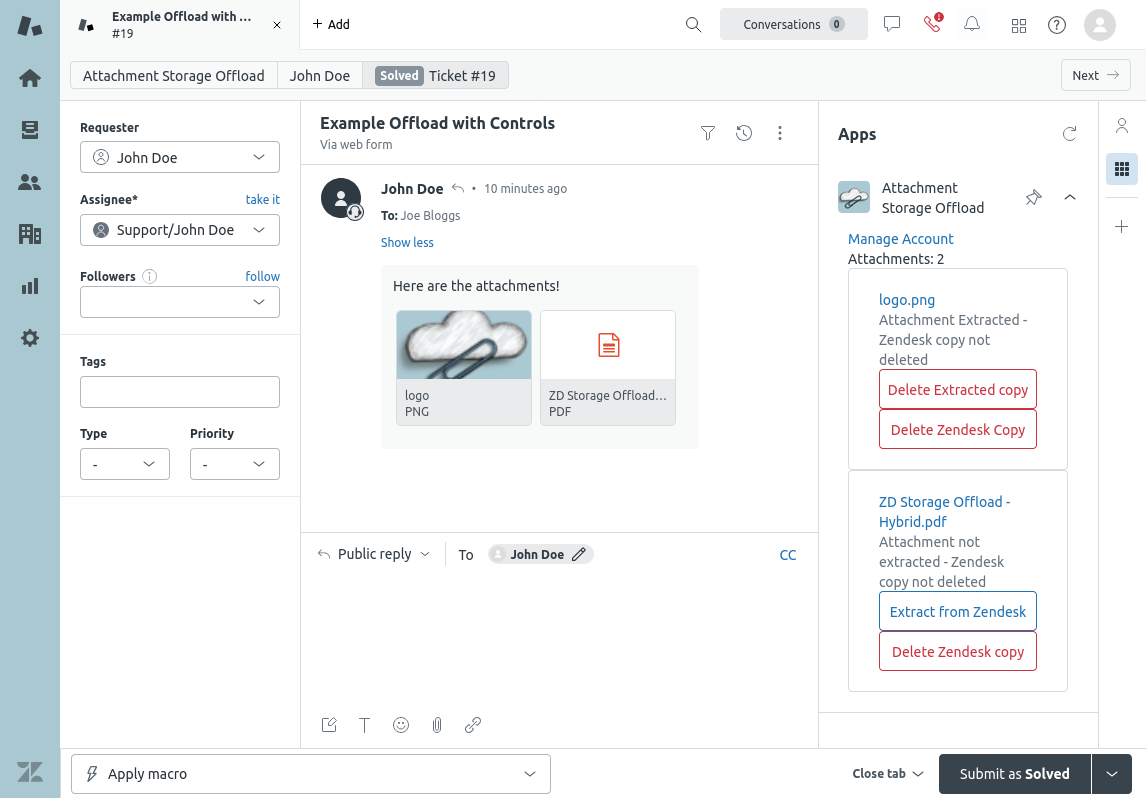 Example Offload with ...
#19
+ Add
Conversations 0
1
Attachment Storage Offload
John Doe
Solved Ticket #19
Next
Requester
John Doe
Assignee*
take it
Support/John Doe
Followers
follow
Tags
Type
Priority
-
-
Example Offload with Controls
Via web form
John Doe • 10 minutes ago
To: Joe Bloggs
Show less
Here are the attachments!
logo
PNG
ZD Storage Offload...
PDF
Public reply
To
John Doe
CC
Apps
Attachment
Storage Offload
Manage Account
Attachments: 2
logo.png
Attachment Extracted -
Zendesk copy not
deleted
Delete Extracted copy
Delete Zendesk Copy
ZD Storage Offload -
Hybrid.pdf
Attachment not
extracted - Zendesk
copy not deleted
Extract from Zendesk
Delete Zendesk copy
Apply macro
Close tab
Submit as Solved